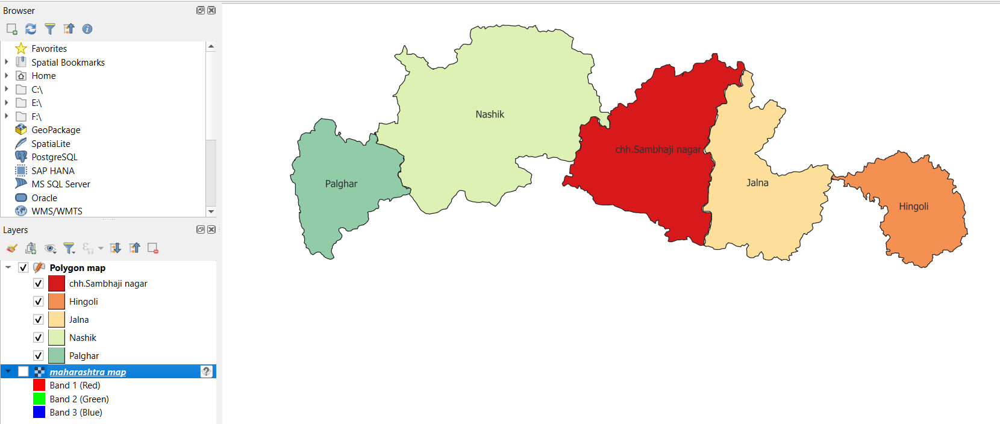 Browser
Favorites
Spatial Bookmarks
Home
C:\
E:\
F:\
GeoPackage
SpatiaLite
PostgreSQL
SAP HANA
MS SQL Server
Oracle
WMS/WMTS
Layers
Polygon map
chh.Sambhaji nagar
Hingoli
Jalna
Nashik
Palghar
maharashtra map
Band 1 (Red)
Band 2 (Green)
Band 3 (Blue)
Nashik
chh.Sambhaji nagar
Palghar
Jalna
Hingoli